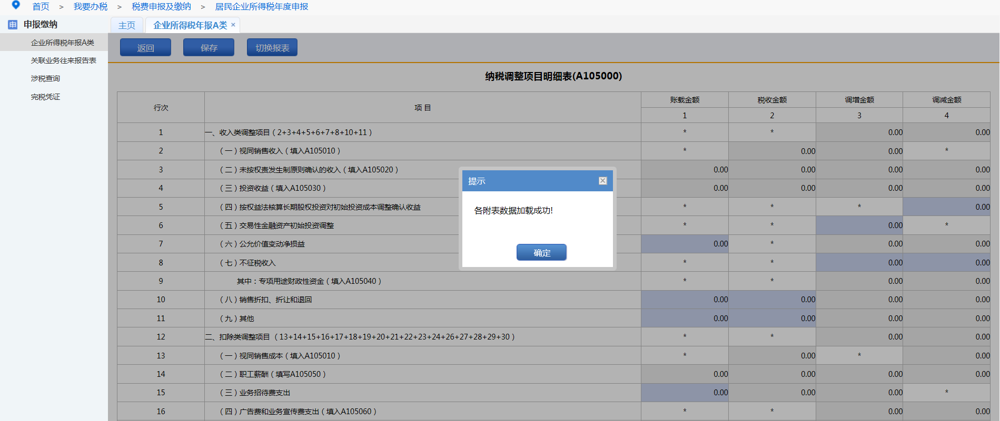 首页 > 我要办税 > 税费申报及缴纳 > 居民企业所得税年度申报
申 申报缴纳
企业所得税年报A类
关联业务往来报告表
涉税查询
完税凭证
主页 企业所得税年报A类 ×
返回 保存 切换报表
纳税调整项目明细表(A105000)
行次 项 目 账载金额 税收金额 调增金额 调减金额
1 2 3 4
1 一、收入类调整项目（2+3+4+5+6+7+8+10+11） * * 0.00 0.00
2 （一）视同销售收入（填入A105010） * 0.00 0.00 *
3 （二）未按权责发生制原则确认的收入（填入A105020） 0.00 0.00 0.00 0.00
4 （三）投资收益（填入A105030） 0.00 0.00 0.00 0.00
5 （四）按权益法核算长期股权投资对初始投资成本调整确认收益 * * * 0.00
6 （五）交易性金融资产初始投资调整 * * 0.00 *
7 （六）公允价值变动净损益 0.00 * 0.00 0.00
8 （七）不征税收入 * * 0.00 0.00
9 其中：专项用途财政性资金（填入A105040） * * 0.00 0.00
10 （八）销售折扣、折让和退回 0.00 0.00 0.00 0.00
11 （九）其他 0.00 0.00 0.00 0.00
12 二、扣除类调整项目（13+14+15+16+17+18+19+20+21+22+23+24+26+27+28+29+30） * * 0.00 0.00
13 （一）视同销售成本（填入A105010） * 0.00 * 0.00
14 （二）职工薪酬（填写A105050） 0.00 0.00 0.00 0.00
15 （三）业务招待费支出 0.00 0.00 0.00 *
16 （四）广告费和业务宣传费支出（填入A105060） * * 0.00 0.00
提示
各附表数据加载成功!
确定